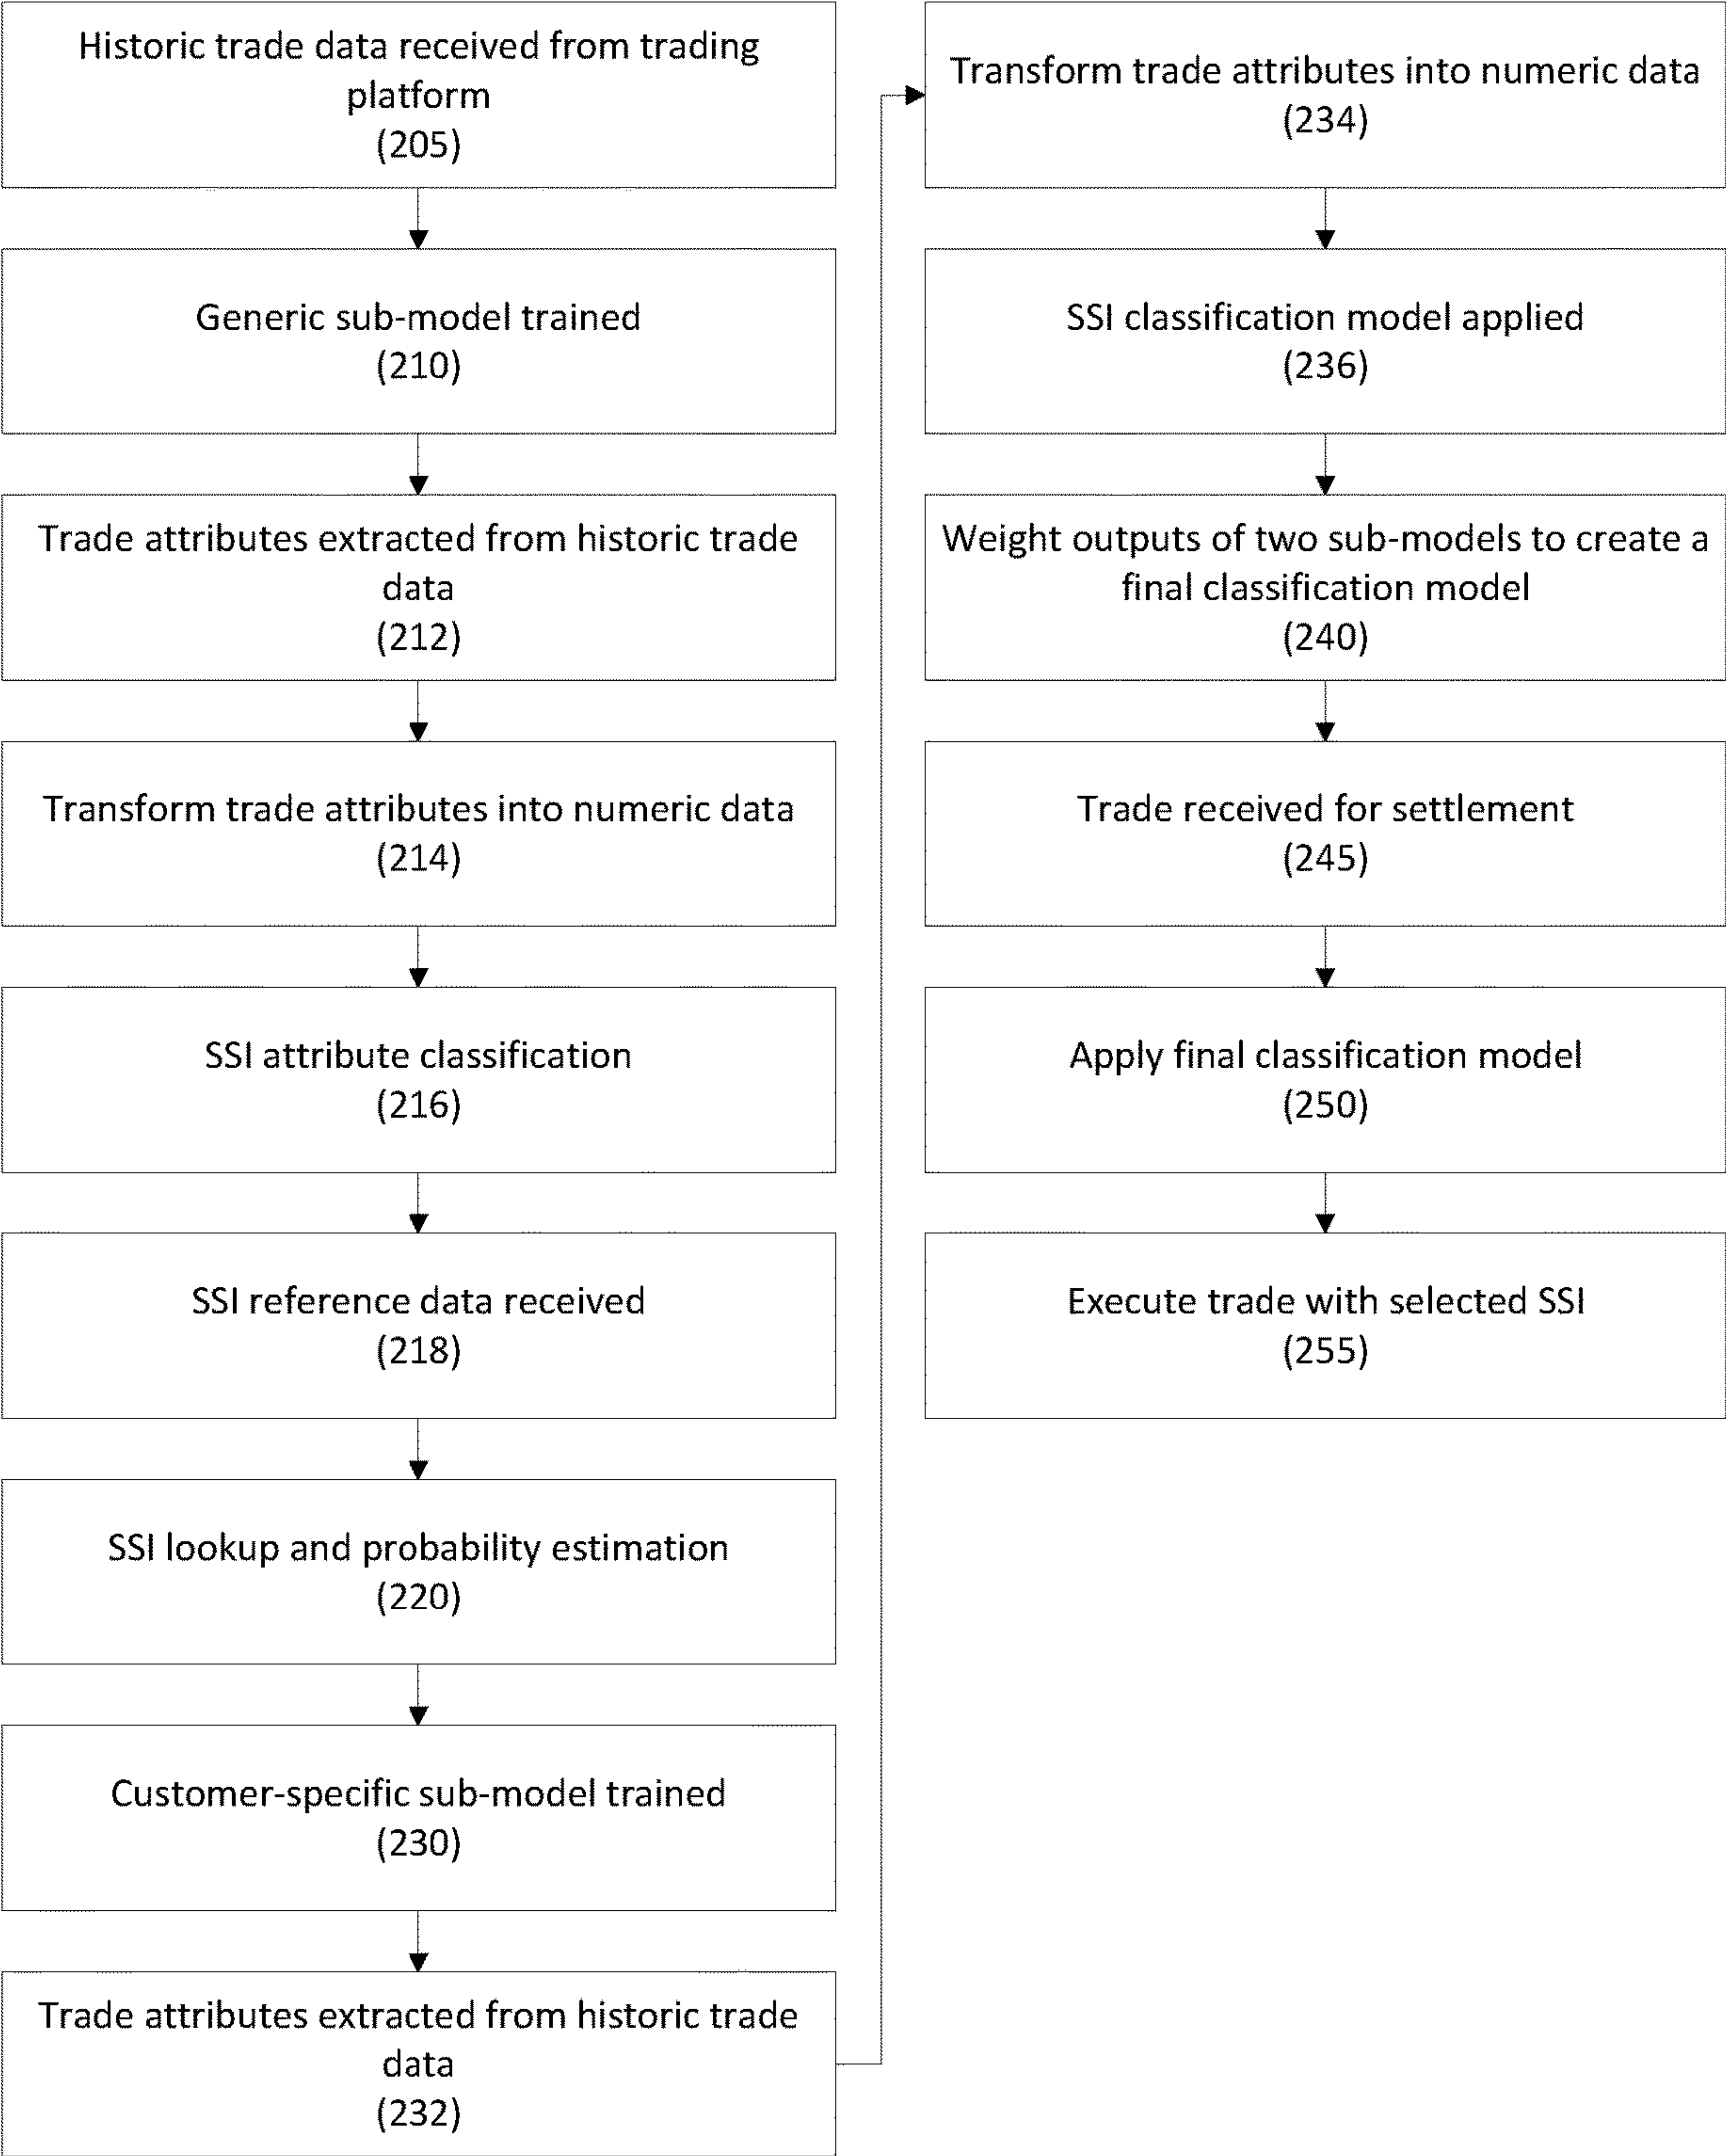 Historic trade data received from trading
platform
(205)
Generic sub-model trained
(210)
Trade attributes extracted from historic trade
data
(212)
Transform trade attributes into numeric data
(214)
SSI attribute classification
(216)
SSI reference data received
(218)
SSI lookup and probability estimation
(220)
Customer-specific sub-model trained
(230)
Trade attributes extracted from historic trade
data
(232)
Transform trade attributes into numeric data
(234)
SSI classification model applied
(236)
Weight outputs of two sub-models to create a
final classification model
(240)
Trade received for settlement
(245)
Apply final classification model
(250)
Execute trade with selected SSI
(255)